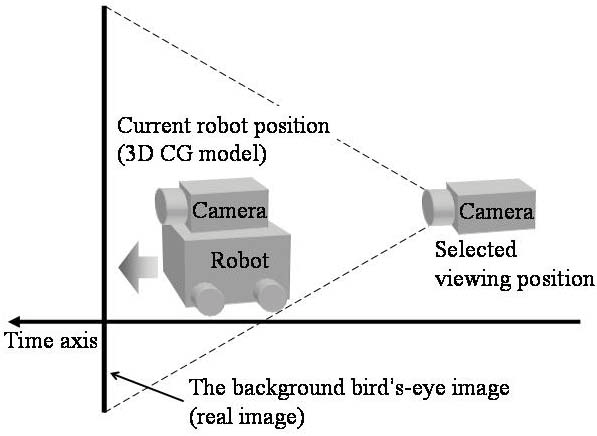 Current robot position
(3D CG model)
Camera
Camera
Robot
Selected
viewing position
Time axis
The background bird's-eye image
(real image)